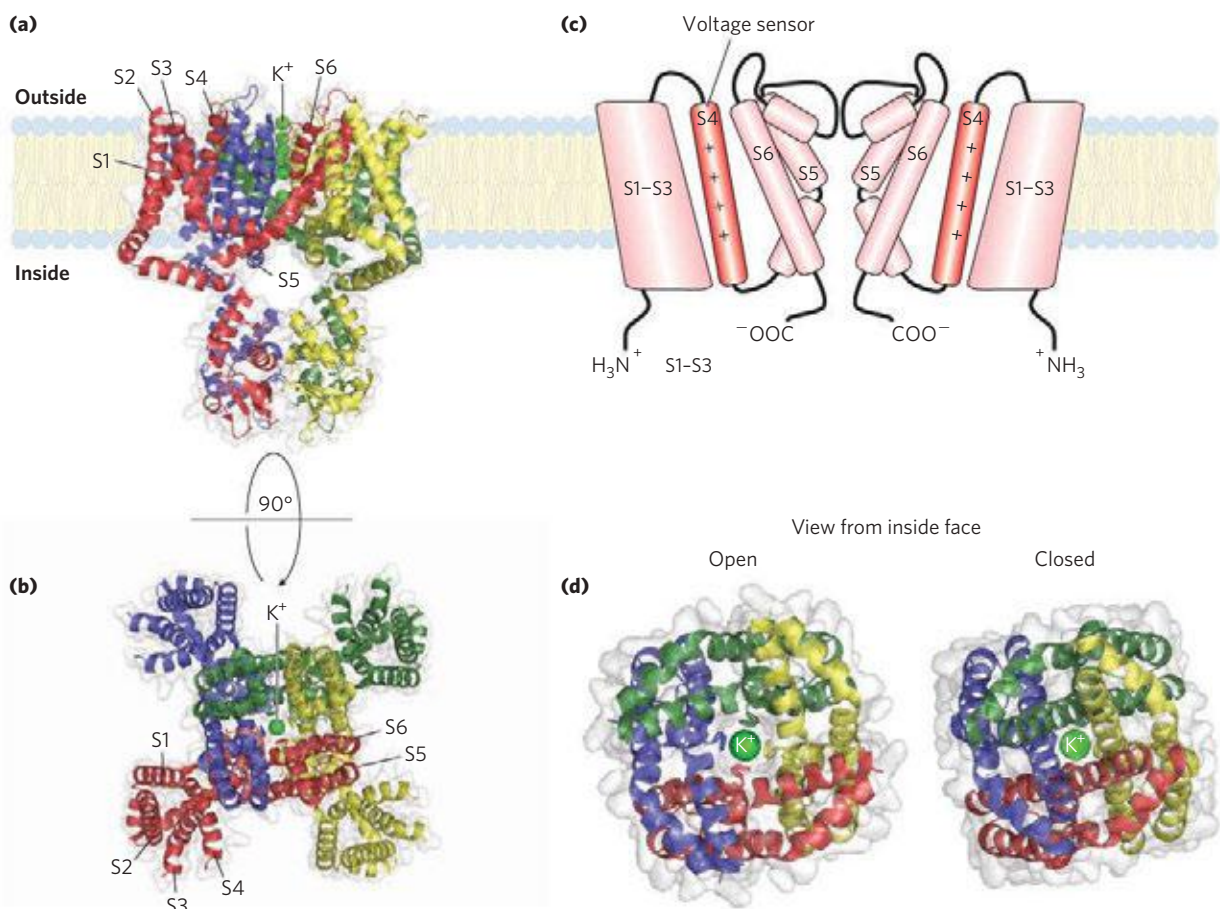 (a)
S2
S3
S4
K+
S6
Outside
S1
Inside
S5
90°
(b)
K+
S1
S6
S5
S2
S3
S4
(c)
Voltage sensor
S4
S4
S6
S6
S1–S3
S5
S5
S1–S3
+
+
+
+
+
+
+
+
−OOC
COO−
H3N+
S1–S3
+NH3
View from inside face
Open
Closed
(d)
K+
K+